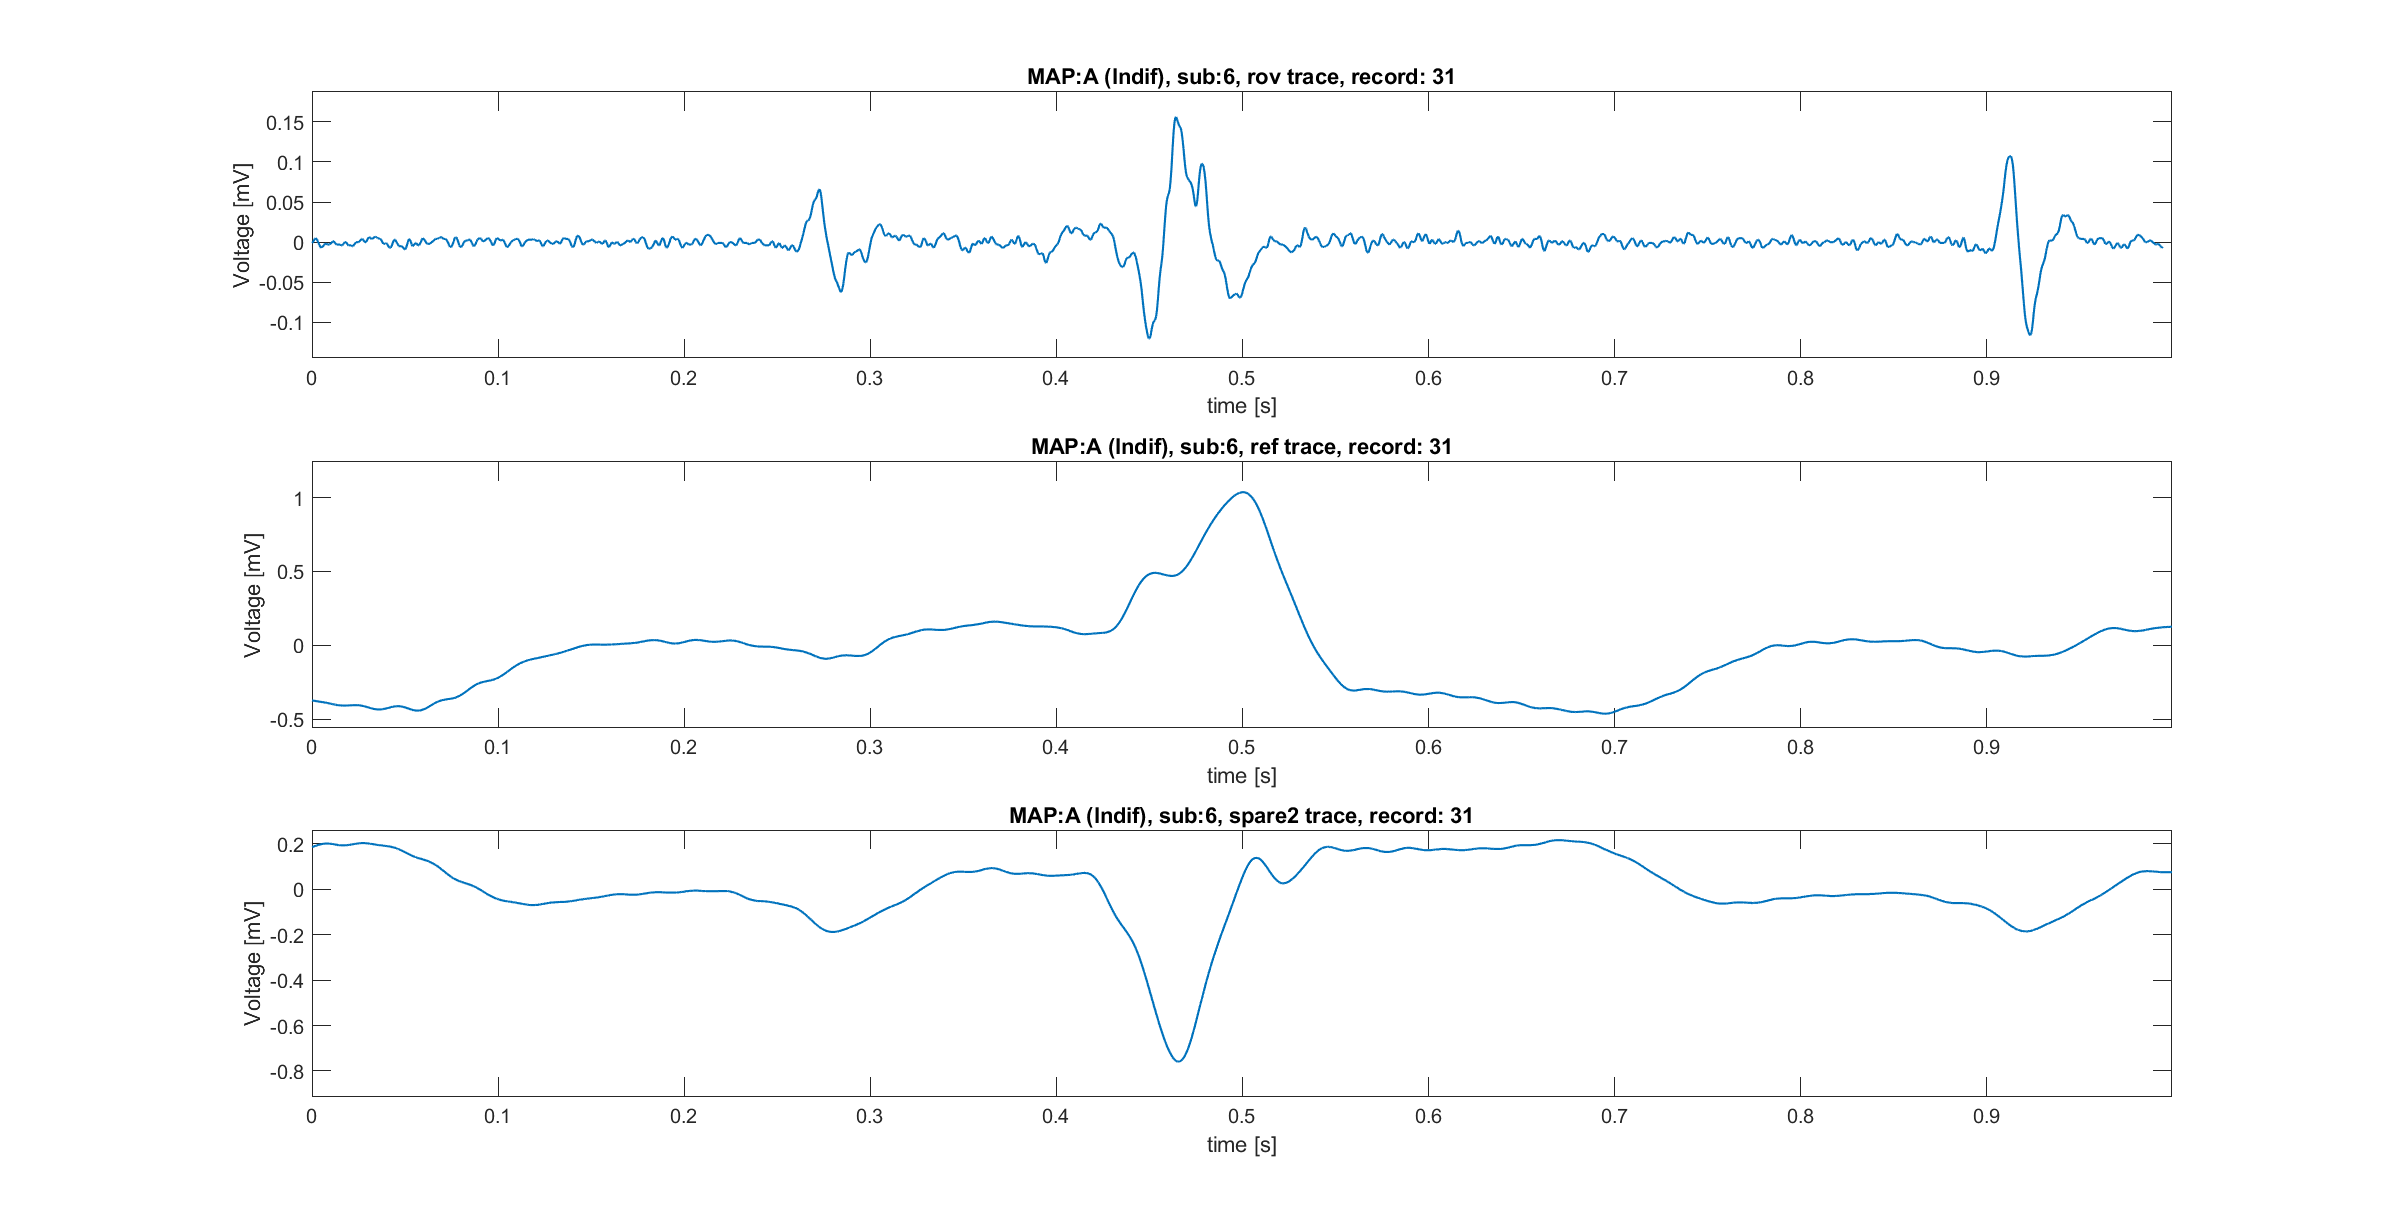 MAP:A (Indif), sub:6, rov trace, record: 31
Voltage [mV]
0.15
0.1
0.05
0
-0.05
-0.1
0 0.1 0.2 0.3 0.4 0.5 0.6 0.7 0.8 0.9
time [s]
MAP:A (Indif), sub:6, ref trace, record: 31
Voltage [mV]
1
0.5
0
-0.5
0 0.1 0.2 0.3 0.4 0.5 0.6 0.7 0.8 0.9
time [s]
MAP:A (Indif), sub:6, spare2 trace, record: 31
Voltage [mV]
0.2
0
-0.2
-0.4
-0.6
-0.8
0 0.1 0.2 0.3 0.4 0.5 0.6 0.7 0.8 0.9
time [s]